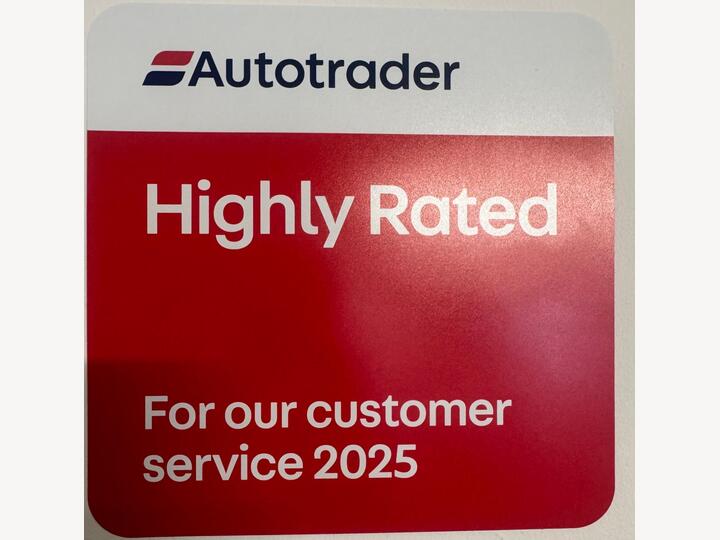 Autotrader
Highly Rated
For our customer
service 2025